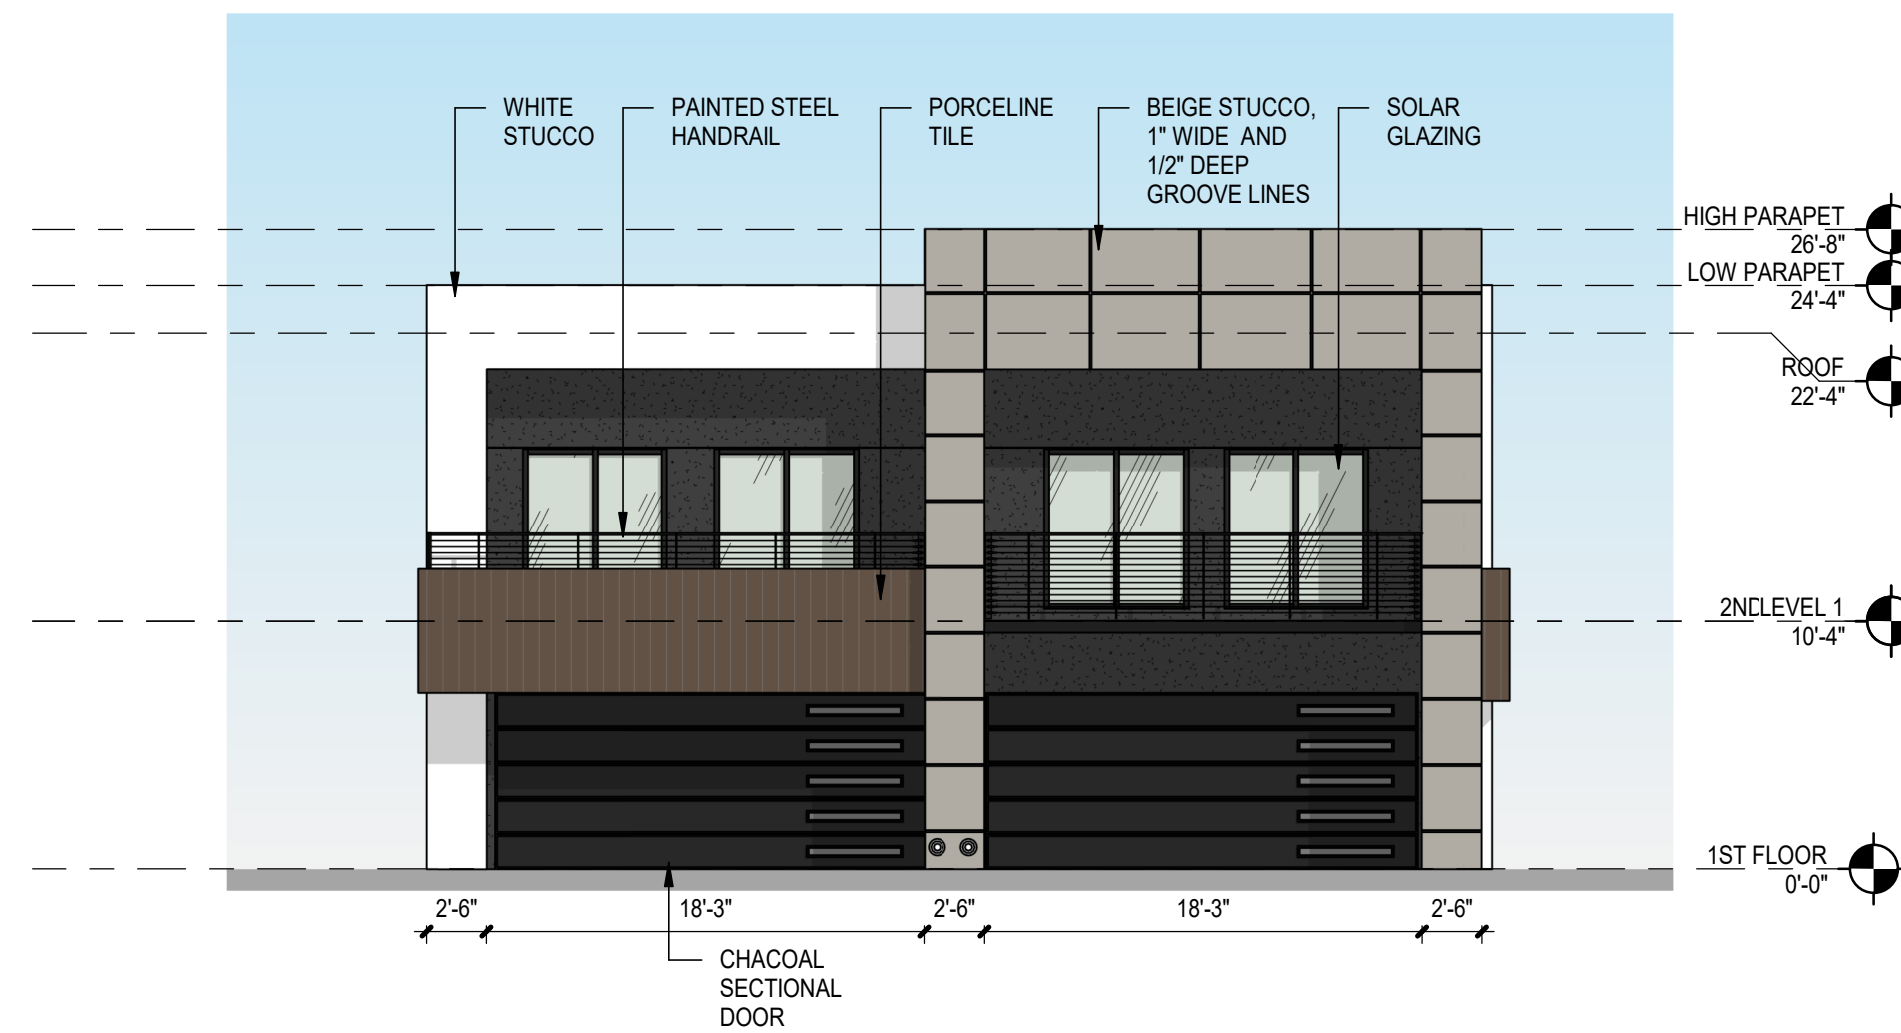 WHITE
STUCCO
PAINTED STEEL
HANDRAIL
PORCELINE
TILE
BEIGE STUCCO,
1" WIDE AND
1/2" DEEP
GROOVE LINES
SOLAR
GLAZING
HIGH PARAPET
26'-8"
LOW PARAPET
24'-4"
ROOF
22'-4"
2NDLEVEL 1
10'-4"
1ST FLOOR
0'-0"
2'-6" 18'-3" 2'-6" 18'-3" 2'-6"
CHACOAL
SECTIONAL
DOOR